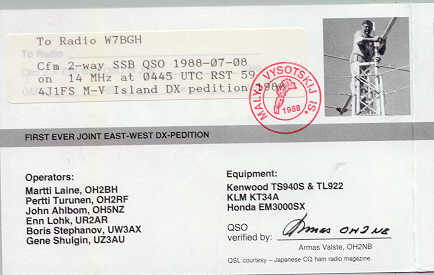 To Radio W7BGH
Cfm 2-way SSB QSO 1988-07-08
on 14 MHz at 0445 UTC RST 59
4J1FS M-V Island DX pedition 1988
MALYJ VYSOTSKIJ IS.
1988
FIRST EVER JOINT EAST-WEST DX-PEDITION
Operators:
Martti Laine, OH2BH
Pertti Turunen, OH2RF
John Ahlbom, OH5NZ
Enn Lohk, UR2AR
Boris Stephanov, UW3AX
Gene Shulgin, UZ3AU
Equipment:
Kenwood TS940S & TL922
KLM KT34A
Honda EM3000SX
QSO
verified by: Armas OH2NB
Armas Valste, OH2NB
QSL courtesy – Japanese CQ ham radio magazine.